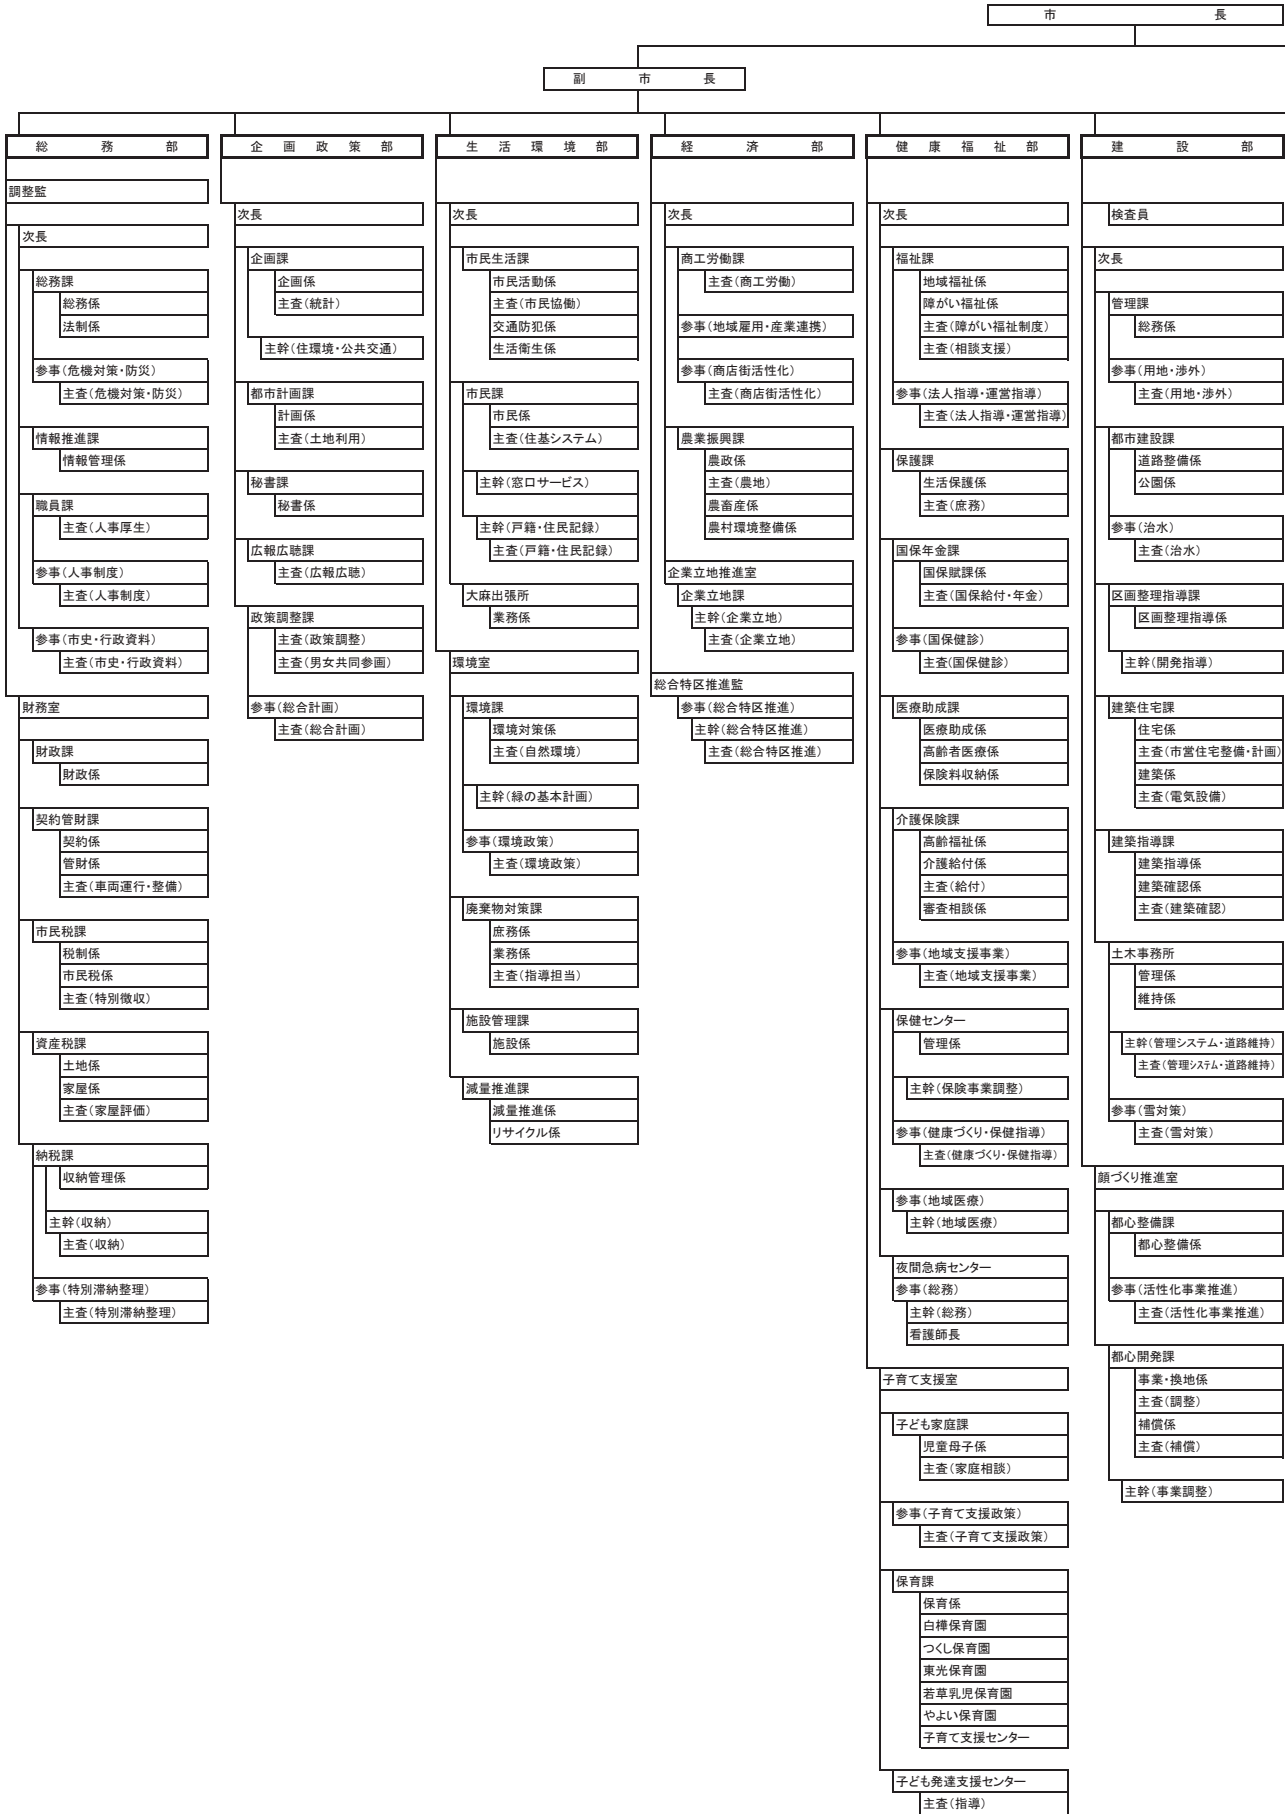 市長
副市長
総務部
調整監
次長
総務課
総務係
法制係
参事(危機対策・防災)
主査(危機対策・防災)
情報推進課
情報管理係
職員課
主査(人事厚生)
参事(人事制度)
主査(人事制度)
参事(市史・行政資料)
主査(市史・行政資料)
財務室
財政課
財政係
契約管財課
契約係
管財係
主査(車両運行・整備)
市民税課
税制係
市民税係
主査(特別徴収)
資産税課
土地係
家屋係
主査(家屋評価)
納税課
収納管理係
主幹(収納)
主査(収納)
参事(特別滞納整理)
主査(特別滞納整理)
企画政策部
次長
企画課
企画係
主査(統計)
主幹(住環境・公共交通)
都市計画課
計画係
主査(土地利用)
秘書課
秘書係
広報広聴課
主査(広報広聴)
政策調整課
主査(政策調整)
主査(男女共同参画)
参事(総合計画)
主査(総合計画)
生活環境部
次長
市民生活課
市民活動係
主査(市民協働)
交通防犯係
生活衛生係
市民課
市民係
主査(住基システム)
主幹(窓口サービス)
主幹(戸籍・住民記録)
主査(戸籍・住民記録)
大麻出張所
業務係
環境室
環境課
環境対策係
主査(自然環境)
主幹(緑の基本計画)
参事(環境政策)
主査(環境政策)
廃棄物対策課
庶務係
業務係
主査(指導担当)
施設管理課
施設係
減量推進課
減量推進係
リサイクル係
経済部
次長
商工労働課
主査(商工労働)
参事(地域雇用・産業連携)
参事(商店街活性化)
主査(商店街活性化)
農業振興課
農政係
主査(農地)
農畜産係
農村環境整備係
企業立地推進室
企業立地課
主幹(企業立地)
主査(企業立地)
総合特区推進監
参事(総合特区推進)
主幹(総合特区推進)
主査(総合特区推進)
健康福祉部
次長
福祉課
地域福祉係
障がい福祉係
主査(障がい福祉制度)
主査(相談支援)
参事(法人指導・運営指導)
主査(法人指導・運営指導)
保護課
生活保護係
主査(庶務)
国保年金課
国保賦課係
主査(国保給付・年金)
参事(国保健診)
主査(国保健診)
医療助成課
医療助成係
高齢者医療係
保険料収納係
介護保険課
高齢福祉係
介護給付係
主査(給付)
審査相談係
参事(地域支援事業)
主査(地域支援事業)
保健センター
管理係
主幹(保険事業調整)
参事(健康づくり・保健指導)
主査(健康づくり・保健指導)
参事(地域医療)
主幹(地域医療)
夜間急病センター
参事(総務)
主幹(総務)
看護師長
子育て支援室
子ども家庭課
児童母子係
主査(家庭相談)
参事(子育て支援政策)
主査(子育て支援政策)
保育課
保育係
白樺保育園
つくし保育園
東光保育園
若草乳児保育園
やよい保育園
子育て支援センター
子ども発達支援センター
主査(指導)
建設部
検査員
次長
管理課
総務係
参事(用地・渉外)
主査(用地・渉外)
都市建設課
道路整備係
公園係
参事(治水)
主査(治水)
区画整理指導課
区画整理指導係
主幹(開発指導)
建築住宅課
住宅係
主査(市営住宅整備・計画)
建築係
主査(電気設備)
建築指導課
建築指導係
建築確認係
主査(建築確認)
土木事務所
管理係
維持係
主幹(管理システム・道路維持)
主査(管理ｼｽﾃﾑ・道路維持)
参事(雪対策)
主査(雪対策)
顔づくり推進室
都心整備課
都心整備係
参事(活性化事業推進)
主査(活性化事業推進)
都心開発課
事業・換地係
主査(調整)
補償係
主査(補償)
主幹(事業調整)